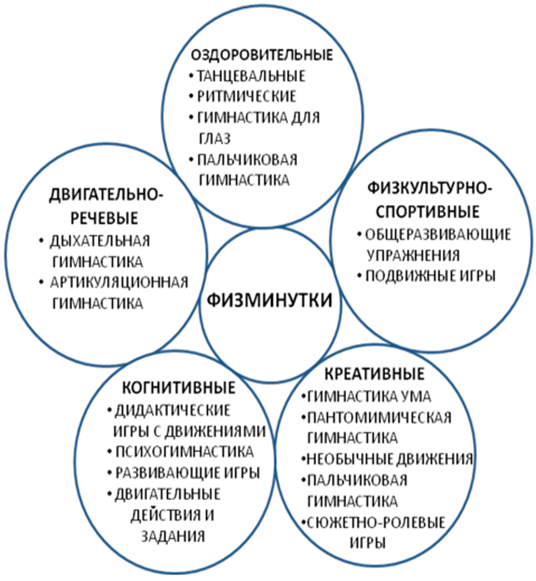 ОЗДОРОВИТЕЛЬНЫЕ
• ТАНЦЕВАЛЬНЫЕ
• РИТМИЧЕСКИЕ
• ГИМНАСТИКА ДЛЯ
ГЛАЗ
• ПАЛЬЧИКОВАЯ
ГИМНАСТИКА
ФИЗКУЛЬТУРНО-
СПОРТИВНЫЕ
• ОБЩЕРАЗВИВАЮЩИЕ
УПРАЖНЕНИЯ
• ПОДВИЖНЫЕ ИГРЫ
КРЕАТИВНЫЕ
• ГИМНАСТИКА УМА
• ПАНТОМИМИЧЕСКАЯ
ГИМНАСТИКА
• НЕОБЫЧНЫЕ ДВИЖЕНИЯ
• ПАЛЬЧИКОВАЯ
ГИМНАСТИКА
• СЮЖЕТНО-РОЛЕВЫЕ
ИГРЫ
КОГНИТИВНЫЕ
• ДИДАКТИЧЕСКИЕ
ИГРЫ С ДВИЖЕНИЯМИ
• ПСИХОГИМНАСТИКА
• РАЗВИВАЮЩИЕ ИГРЫ
• ДВИГАТЕЛЬНЫЕ
ДЕЙСТВИЯ И
ЗАДАНИЯ
ДВИГАТЕЛЬНО-
РЕЧЕВЫЕ
• ДЫХАТЕЛЬНАЯ
ГИМНАСТИКА
• АРТИКУЛЯЦИОННАЯ
ГИМНАСТИКА
ФИЗМИНУТКИ